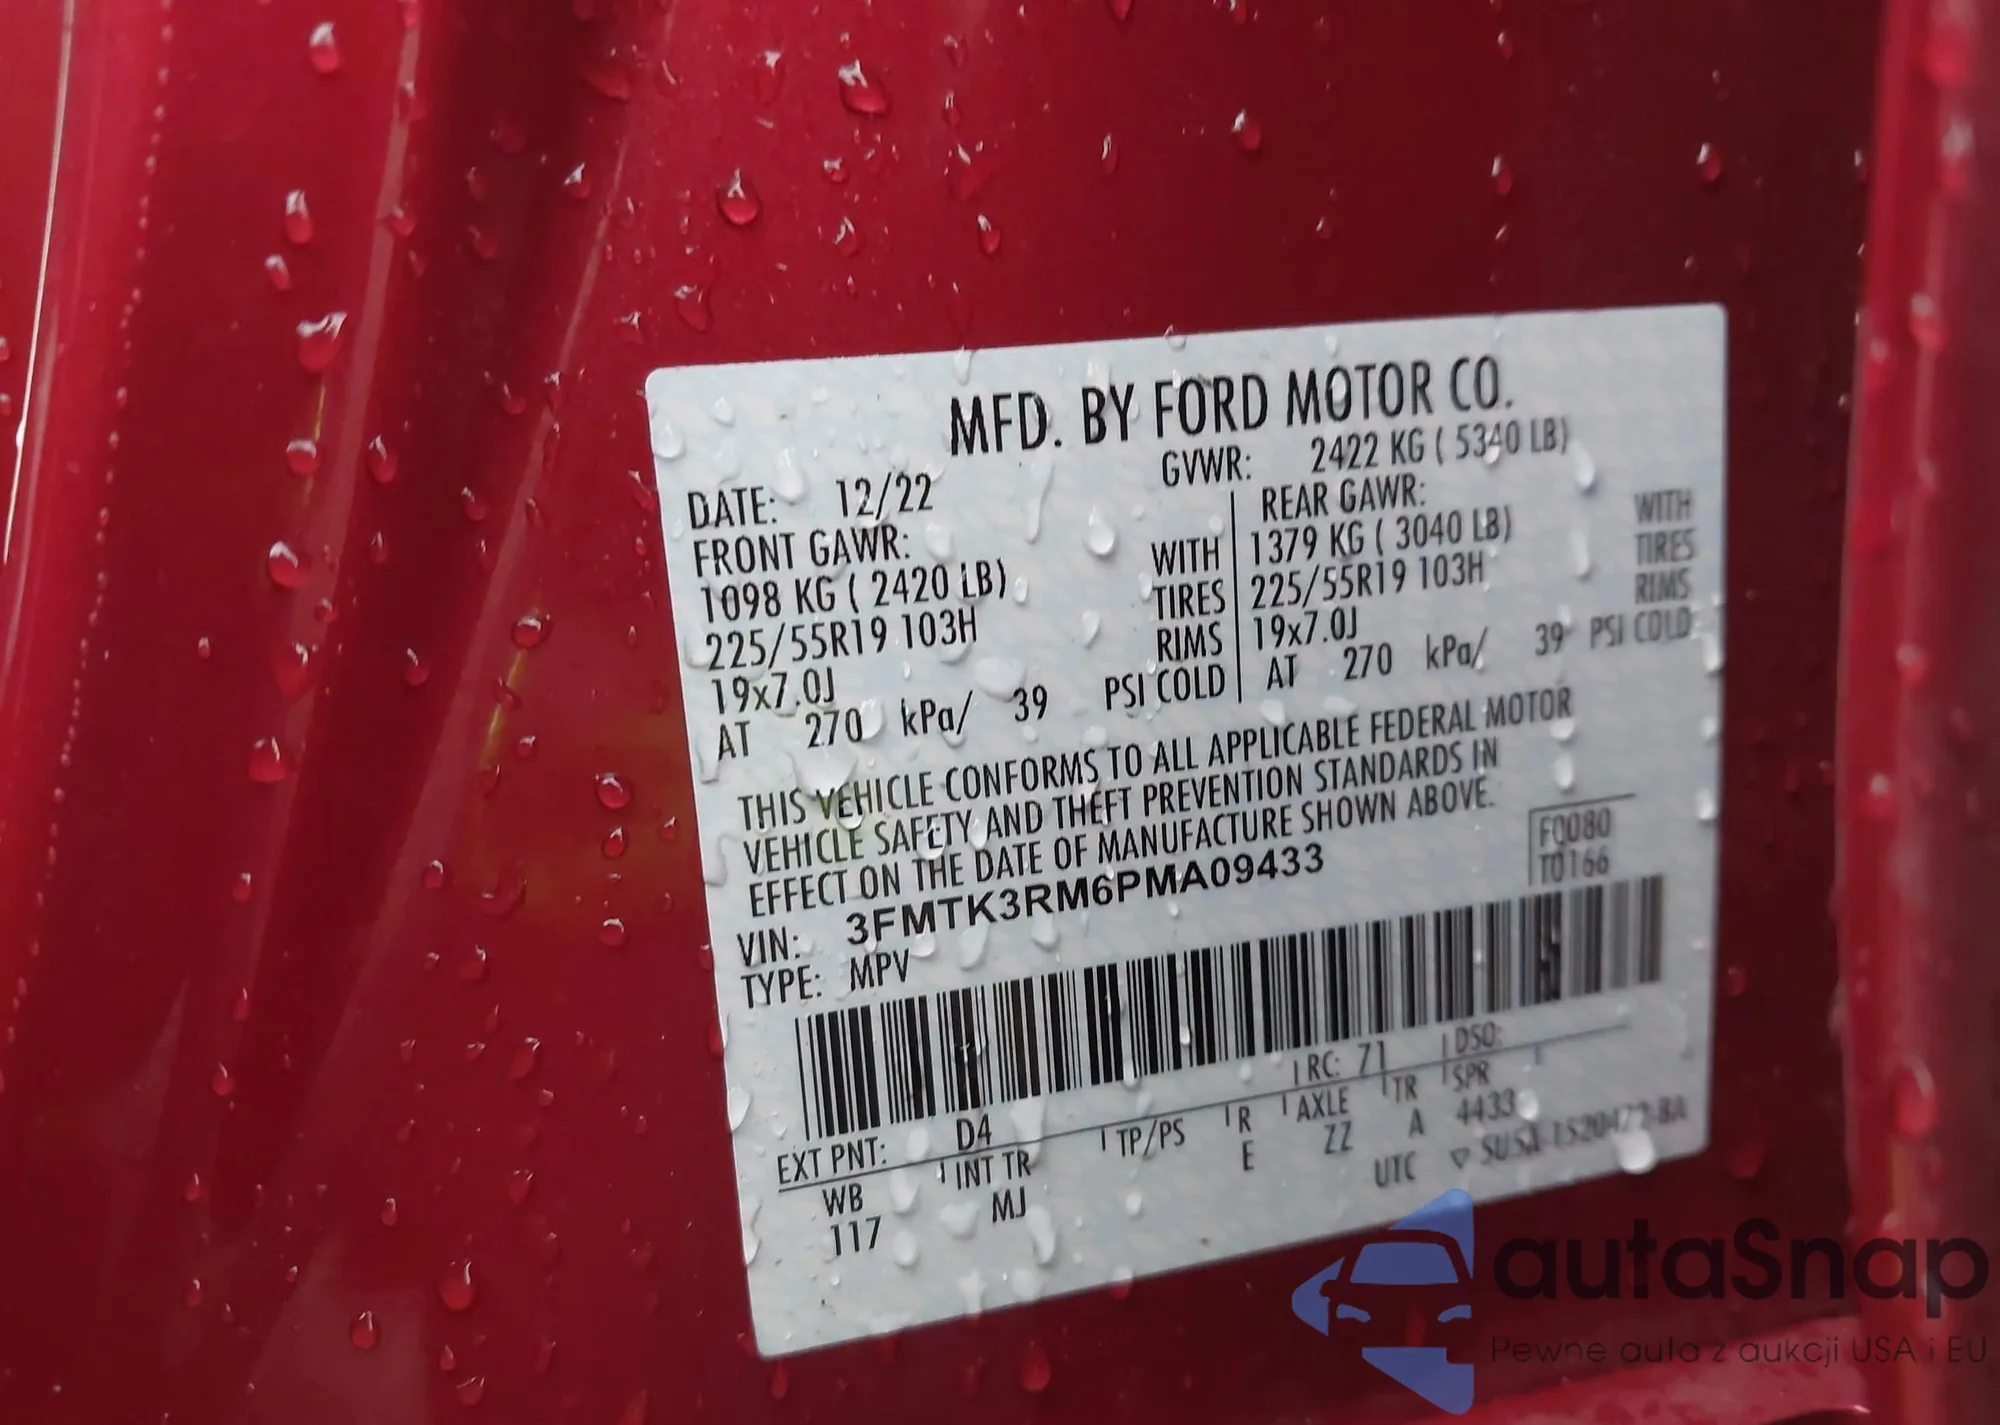 MFD. BY FORD MOTOR CO.
DATE: 12/22 GVWR: 2422 KG ( 5340 LB)
FRONT GAWR: REAR GAWR:
1098 KG ( 2420 LB) WITH 1379 KG ( 3040 LB) WITH
225/55R19 103H TIRES 225/55R19 103H TIRES
19x7.0J RIMS 19x7.0J RIMS
AT 270 kPa/ 39 PSI COLD AT 270 kPa/ 39 PSI COLD
THIS VEHICLE CONFORMS TO ALL APPLICABLE FEDERAL MOTOR
VEHICLE SAFETY AND THEFT PREVENTION STANDARDS IN
EFFECT ON THE DATE OF MANUFACTURE SHOWN ABOVE.
F0080
T0166
VIN: 3FMTK3RM6PMA09433
TYPE: MPV
EXT PNT: D4 RC: 71 DSO:
WB INT TR TP/PS R AXLE TR SPR
117 MJ E ZZ A 4433
UTC ▽ SUSA 1520472-BA
autaSnap
Pewne auta z aukcji USA i EU